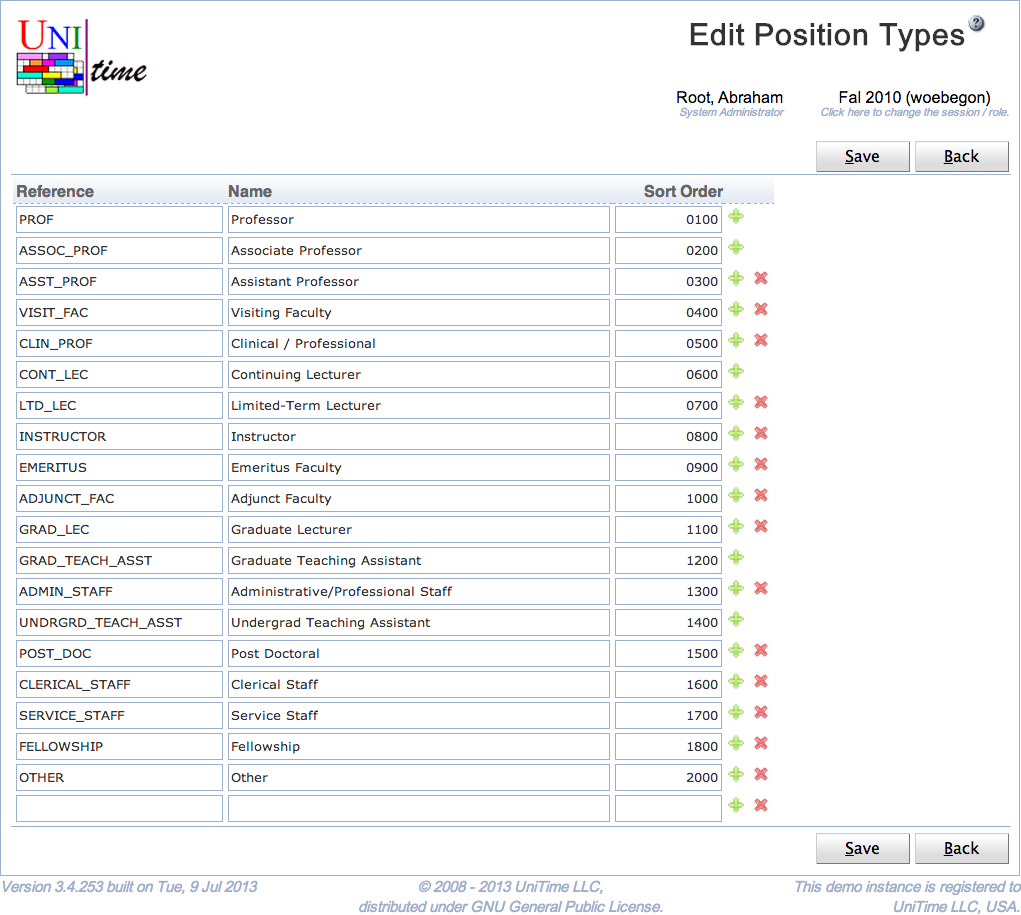 UNI
time
Edit Position Types
?
Root, Abraham Fal 2010 (woebegon)
System Administrator Click here to change the session / role.
Save Back
Reference Name Sort Order
PROF Professor 0100
ASSOC_PROF Associate Professor 0200
ASST_PROF Assistant Professor 0300
VISIT_FAC Visiting Faculty 0400
CLIN_PROF Clinical / Professional 0500
CONT_LEC Continuing Lecturer 0600
LTD_LEC Limited-Term Lecturer 0700
INSTRUCTOR Instructor 0800
EMERITUS Emeritus Faculty 0900
ADJUNCT_FAC Adjunct Faculty 1000
GRAD_LEC Graduate Lecturer 1100
GRAD_TEACH_ASST Graduate Teaching Assistant 1200
ADMIN_STAFF Administrative/Professional Staff 1300
UNDRGRD_TEACH_ASST Undergrad Teaching Assistant 1400
POST_DOC Post Doctoral 1500
CLERICAL_STAFF Clerical Staff 1600
SERVICE_STAFF Service Staff 1700
FELLOWSHIP Fellowship 1800
OTHER Other 2000
Save Back
Version 3.4.253 built on Tue, 9 Jul 2013 © 2008 - 2013 UniTime LLC, This demo instance is registered to
distributed under GNU General Public License. UniTime LLC, USA.